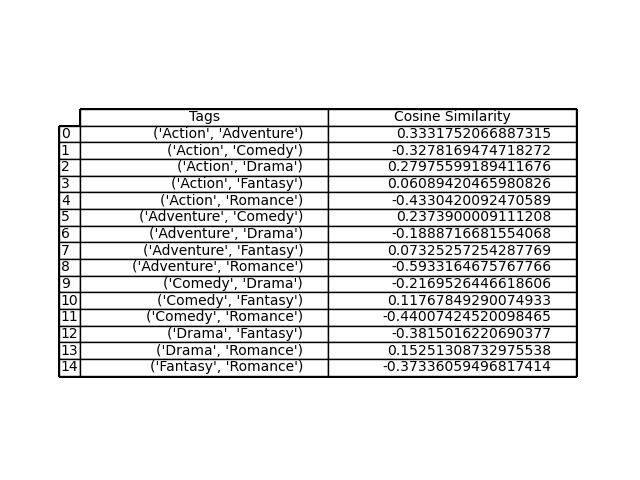 Tags Cosine Similarity
0 ('Action', 'Adventure') 0.3331752066887315
1 ('Action', 'Comedy') -0.3278169474718272
2 ('Action', 'Drama') 0.27975599189411676
3 ('Action', 'Fantasy') 0.06089420465980826
4 ('Action', 'Romance') -0.4330420092470589
5 ('Adventure', 'Comedy') 0.2373900009111208
6 ('Adventure', 'Drama') -0.1888716681554068
7 ('Adventure', 'Fantasy') 0.07325257254287769
8 ('Adventure', 'Romance') -0.5933164675767766
9 ('Comedy', 'Drama') -0.2169526446618606
10 ('Comedy', 'Fantasy') 0.11767849290074933
11 ('Comedy', 'Romance') -0.44007424520098465
12 ('Drama', 'Fantasy') -0.3815016220690377
13 ('Drama', 'Romance') 0.15251308732975538
14 ('Fantasy', 'Romance') -0.37336059496817414